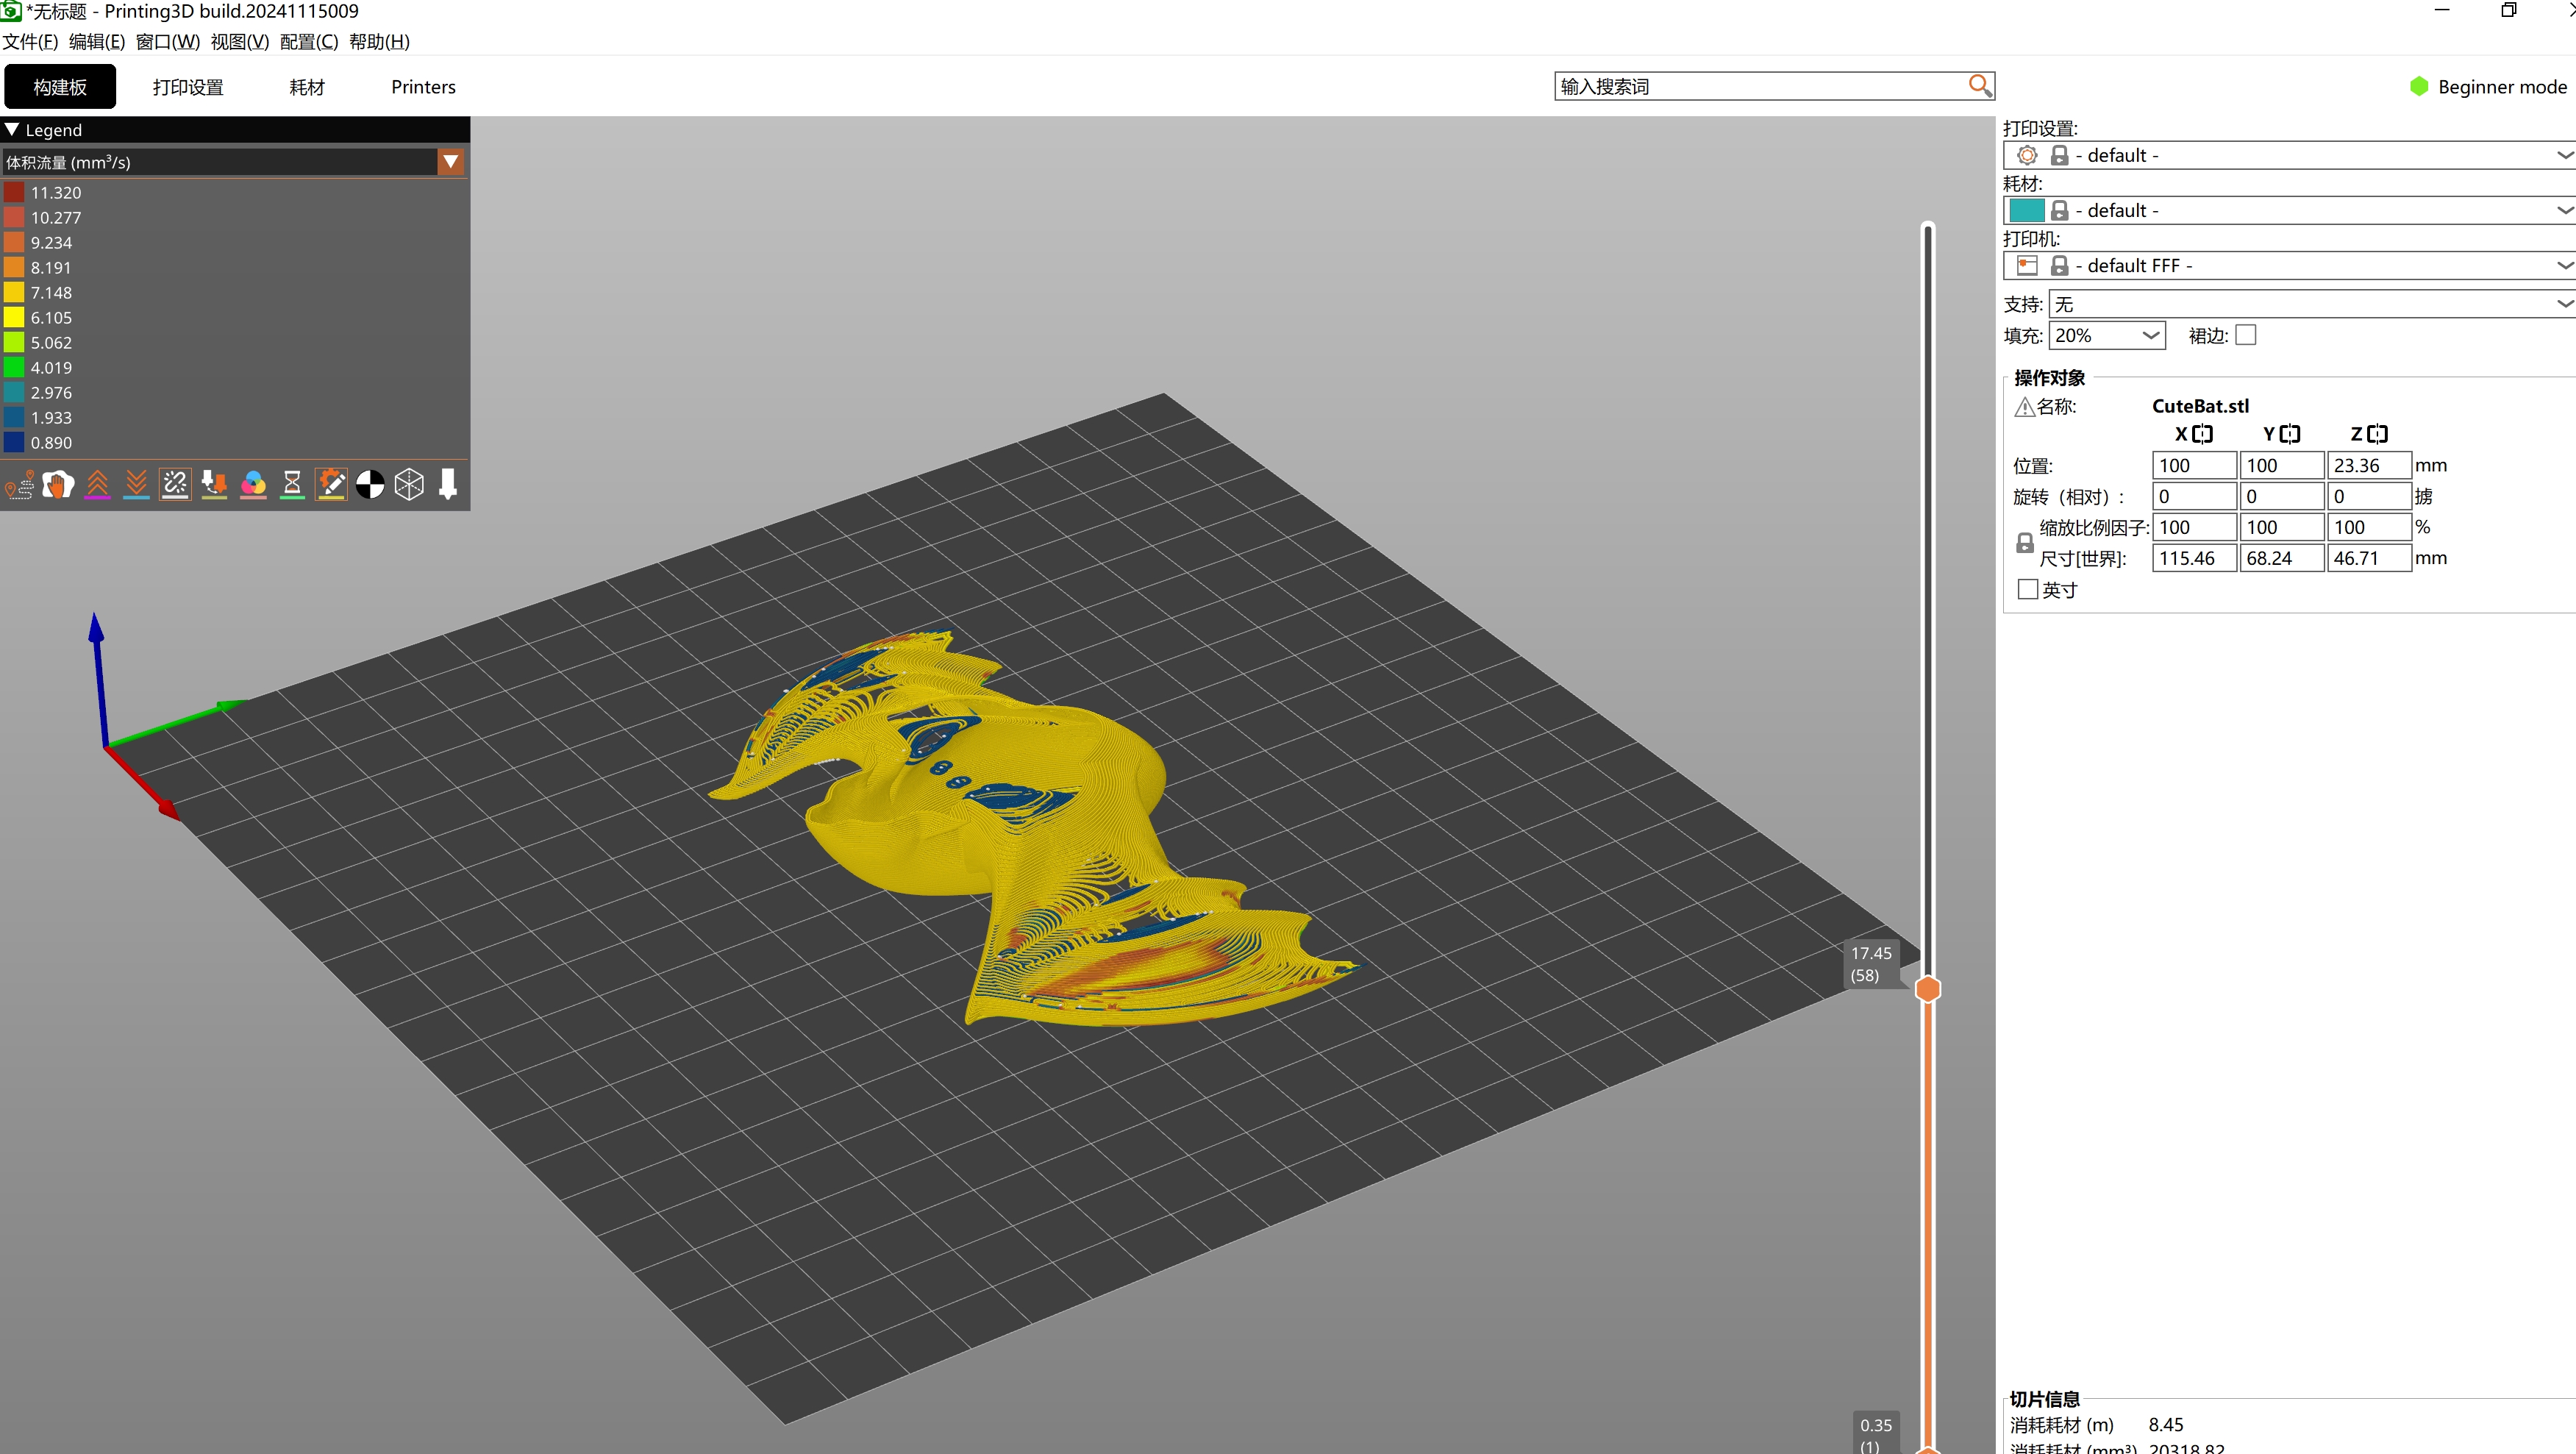 *无标题 - Printing3D build.20241115009
文件(F) 编辑(E) 窗口(W) 视图(V) 配置(C) 帮助(H)
构建板 打印设置 耗材 Printers 输入搜索词 Beginner mode
Legend
体积流量 (mm³/s)
11.320
10.277
9.234
8.191
7.148
6.105
5.062
4.019
2.976
1.933
0.890
17.45
(58)
0.35
(1)
打印设置:
- default -
耗材:
- default -
打印机:
- default FFF -
支持: 无
填充: 20% 裙边:
操作对象
名称: CuteBat.stl
X Y Z
位置: 100 100 23.36 mm
旋转（相对）: 0 0 0 掳
缩放比例因子: 100 100 100 %
尺寸[世界]: 115.46 68.24 46.71 mm
英寸
切片信息
消耗耗材 (m) 8.45
消耗耗材 (mm³) 20318.82